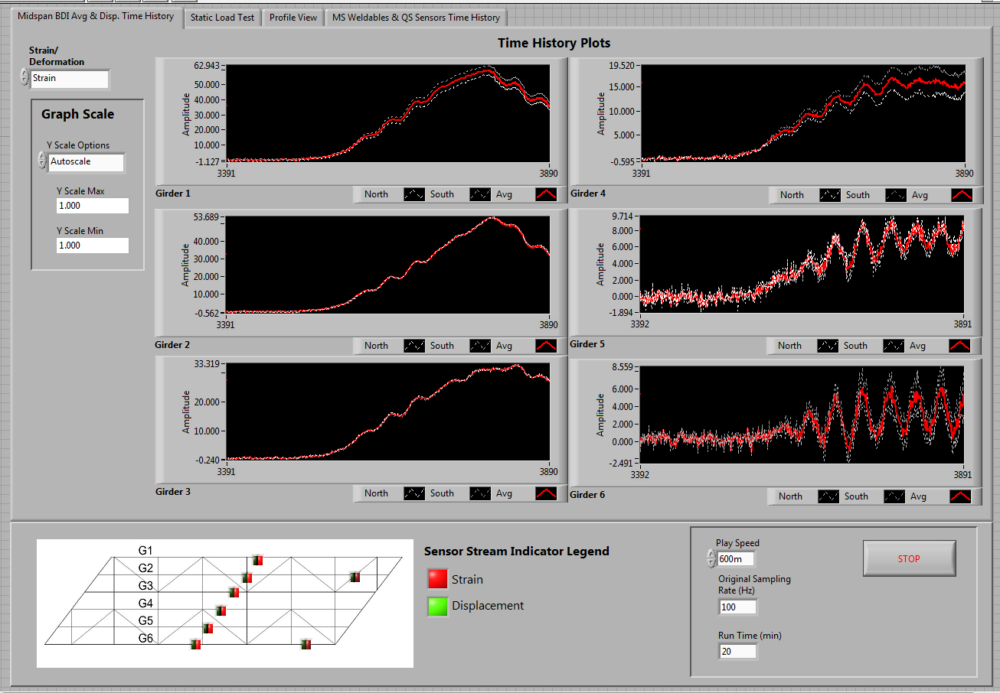 Midspan BDI Avg & Disp. Time History
Static Load Test
Profile View
MS Weldables & QS Sensors Time History
Time History Plots
Strain/
Deformation
Strain
Graph Scale
Y Scale Options
Autoscale
Y Scale Max
1.000
Y Scale Min
1.000
Amplitude
62.943
50.000
40.000
30.000
20.000
10.000
-1.127
3391
3890
Girder 1
North
South
Avg
Amplitude
19.520
15.000
10.000
5.000
-0.595
3391
3890
Girder 4
North
South
Avg
Amplitude
53.689
40.000
30.000
20.000
10.000
-0.562
3391
3890
Girder 2
North
South
Avg
Amplitude
9.714
8.000
6.000
4.000
2.000
0.000
-1.894
3392
3891
Girder 5
North
South
Avg
Amplitude
33.319
20.000
10.000
-0.240
3391
3890
Girder 3
North
South
Avg
Amplitude
8.559
6.000
4.000
2.000
0.000
-2.491
3392
3891
Girder 6
North
South
Avg
G1
G2
G3
G4
G5
G6
Sensor Stream Indicator Legend
Strain
Displacement
Play Speed
600m
Original Sampling
Rate (Hz)
100
Run Time (min)
20
STOP